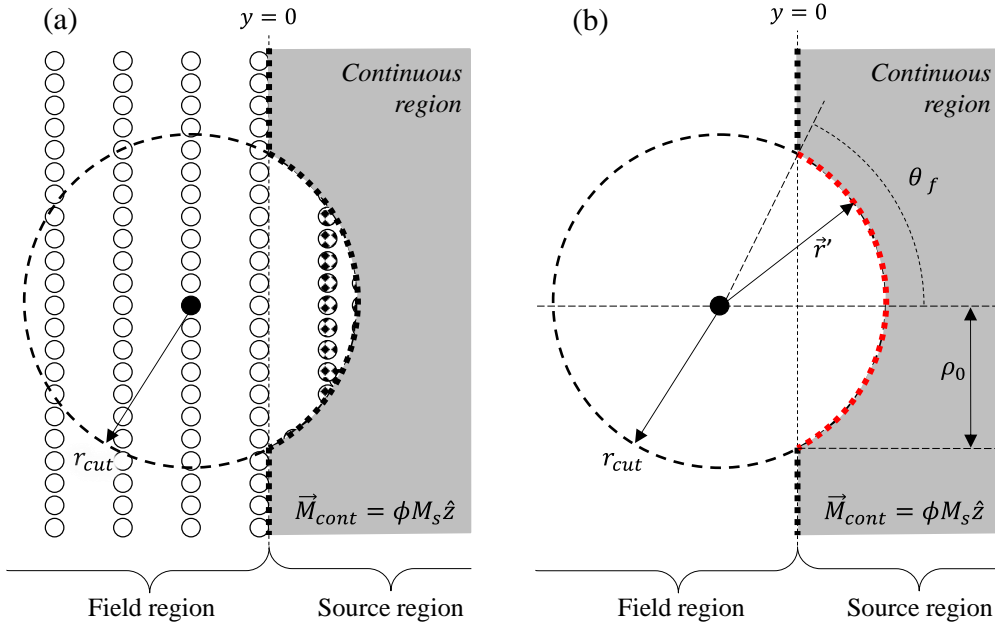 (a)
y = 0
Continuous
region
r_cut
M⃗_cont = ϕM_s ẑ
Field region
Source region
(b)
y = 0
Continuous
region
θ_f
r⃗'
ρ_0
r_cut
M⃗_cont = ϕM_s ẑ
Field region
Source region